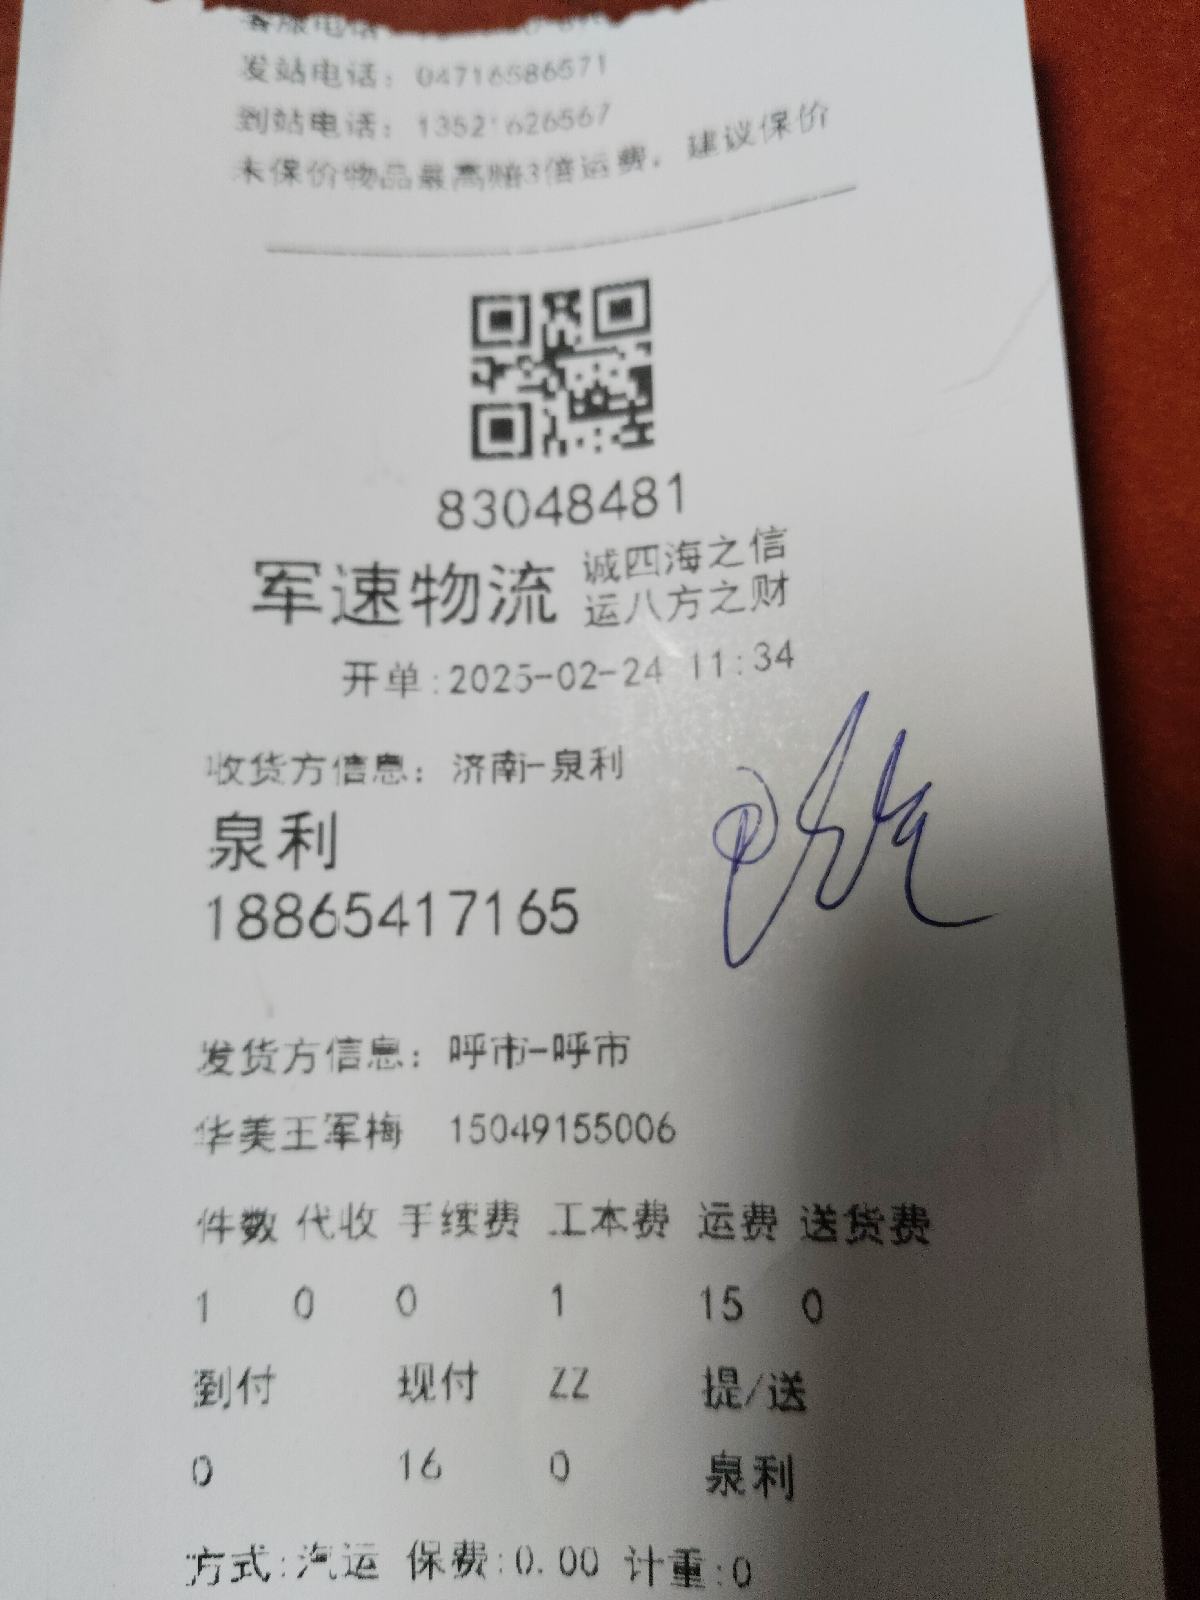 客服电话:
发站电话: 04716586571
到站电话: 13521626567
未保价物品最高赔3倍运费, 建议保价
83048481
军速物流
诚四海之信
运八方之财
开单:2025-02-24 11:34
收货方信息: 济南-泉利
泉利
18865417165
发货方信息: 呼市-呼市
华美王军梅 15049155006
件数 代收 手续费 工本费 运费 送货费
1 0 0 1 15 0
到付 现付 ZZ 提/送
0 16 0 泉利
方式:汽运 保费:0.00 计重:0